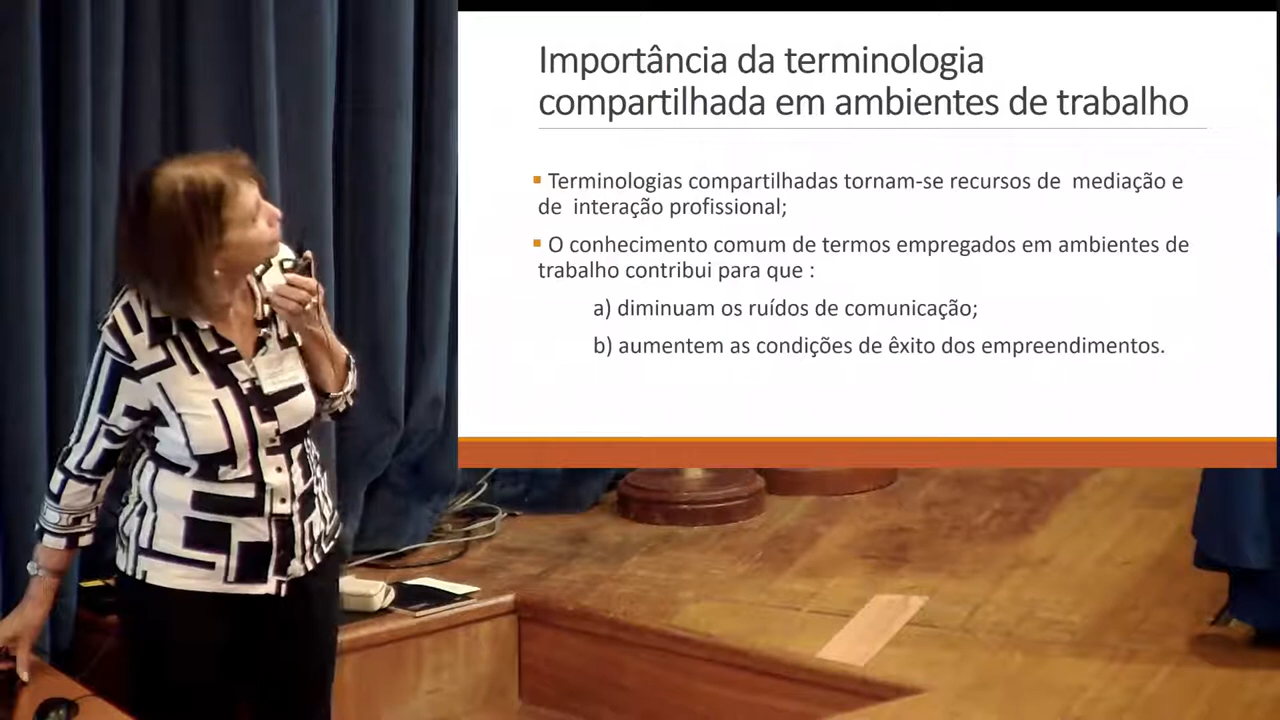 Importância da terminologia
compartilhada em ambientes de trabalho
Terminologias compartilhadas tornam-se recursos de mediação e
de interação profissional;
O conhecimento comum de termos empregados em ambientes de
trabalho contribui para que :
a) diminuam os ruídos de comunicação;
b) aumentem as condições de êxito dos empreendimentos.